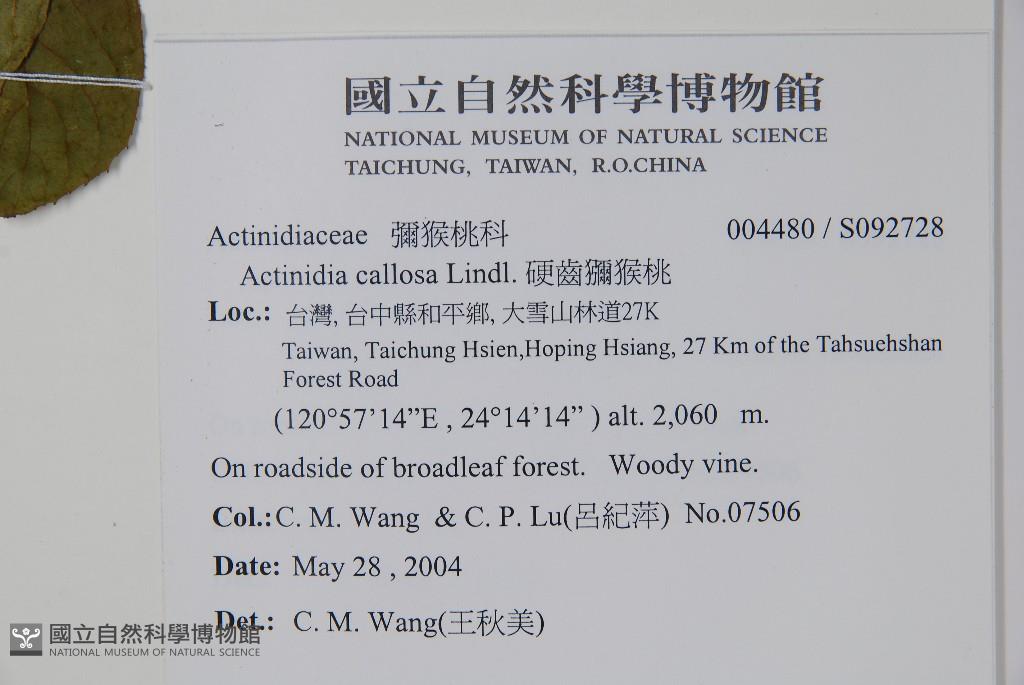 國立自然科學博物館
NATIONAL MUSEUM OF NATURAL SCIENCE
TAICHUNG, TAIWAN, R.O.CHINA
Actinidiaceae 彌猴桃科 004480 / S092728
Actinidia callosa Lindl. 硬齒獼猴桃
Loc.: 台灣, 台中縣和平鄉, 大雪山林道27K
Taiwan, Taichung Hsien,Hoping Hsiang, 27 Km of the Tahsuehshan
Forest Road
(120°57’14”E , 24°14’14” ) alt. 2,060 m.
On roadside of broadleaf forest. Woody vine.
Col.: C. M. Wang & C. P. Lu(呂紀萍) No.07506
Date: May 28 , 2004
Det.: C. M. Wang(王秋美)
國立自然科學博物館
NATIONAL MUSEUM OF NATURAL SCIENCE